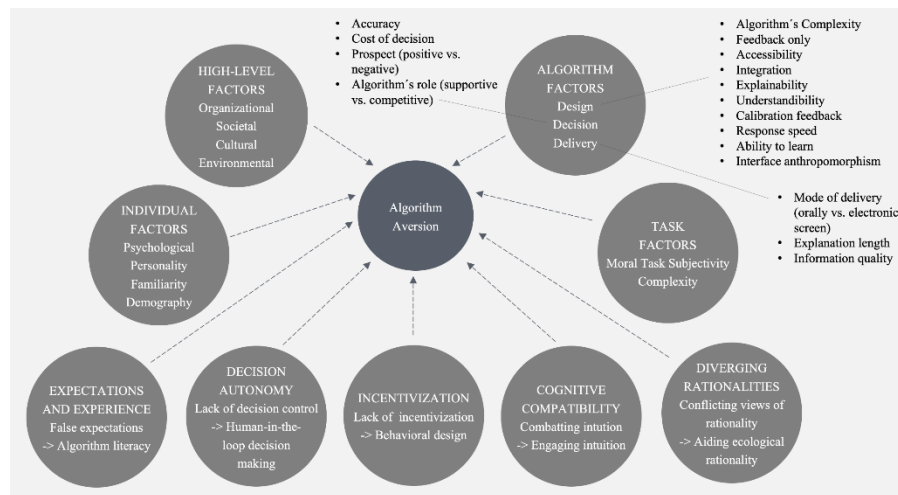 • Accuracy
• Cost of decision
• Prospect (positive vs.
negative)
• Algorithm´s role (supportive
vs. competitive)
• Algorithm´s Complexity
• Feedback only
• Accessibility
• Integration
• Explainability
• Understandibility
• Calibration feedback
• Response speed
• Ability to learn
• Interface anthropomorphism
HIGH-LEVEL
FACTORS
Organizational
Societal
Cultural
Environmental
ALGORITHM
FACTORS
Design
Decision
Delivery
• Mode of delivery
(orally vs. electronic
screen)
• Explanation length
• Information quality
Algorithm
Aversion
INDIVIDUAL
FACTORS
Psychological
Personality
Familiarity
Demography
TASK
FACTORS
Moral Task Subjectivity
Complexity
EXPECTATIONS
AND EXPERIENCE
False expectations
-> Algorithm literacy
DECISION
AUTONOMY
Lack of decision control
-> Human-in-the-
loop decision
making
INCENTIVIZATION
Lack of incentivization
-> Behavioral design
COGNITIVE
COMPATIBILITY
Combatting intution
-> Engaging intuition
DIVERGING
RATIONALITIES
Conflicting views of
rationality
-> Aiding ecological
rationality